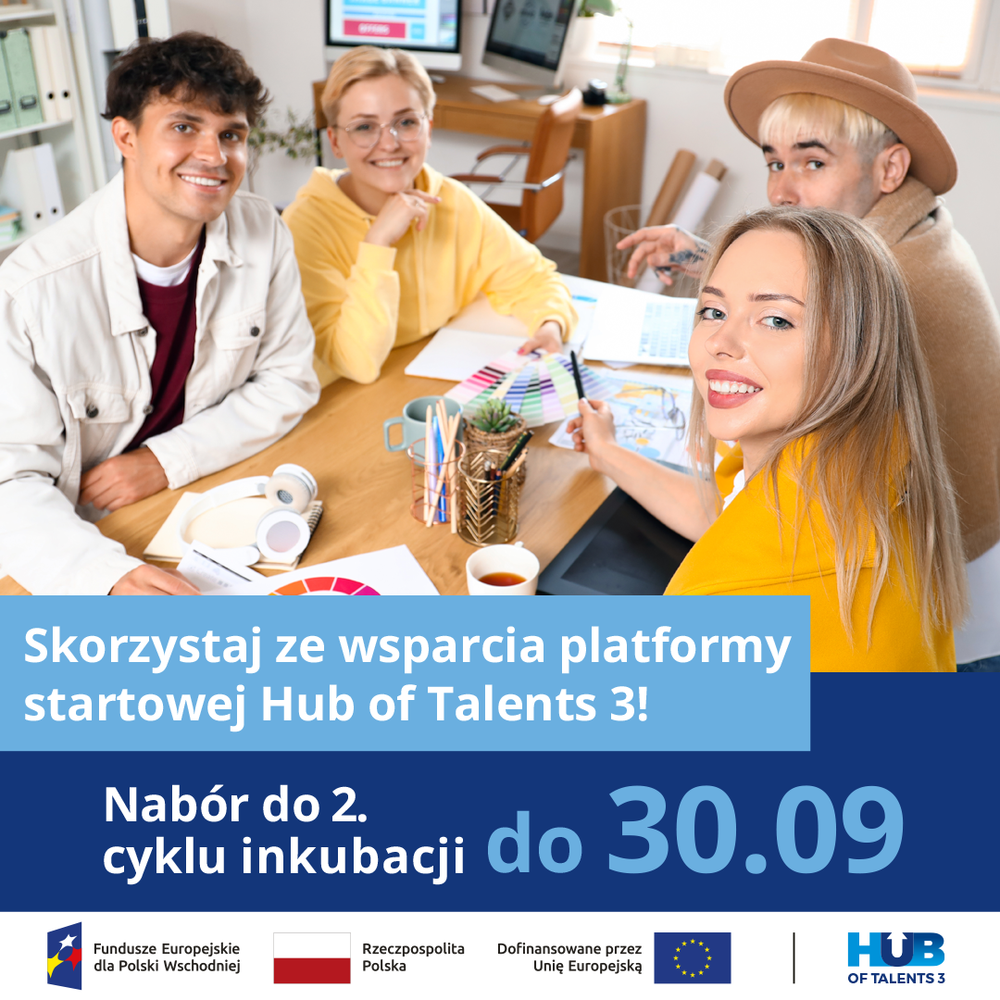 Skorzystaj ze wsparcia platformy
startowej Hub of Talents 3!
Nabór do 2.
cyklu inkubacji
do 30.09
Fundusze Europejskie
dla Polski Wschodniej
Rzeczpospolita
Polska
Dofinansowane przez
Unię Europejską
HUB
OF TALENTS 3